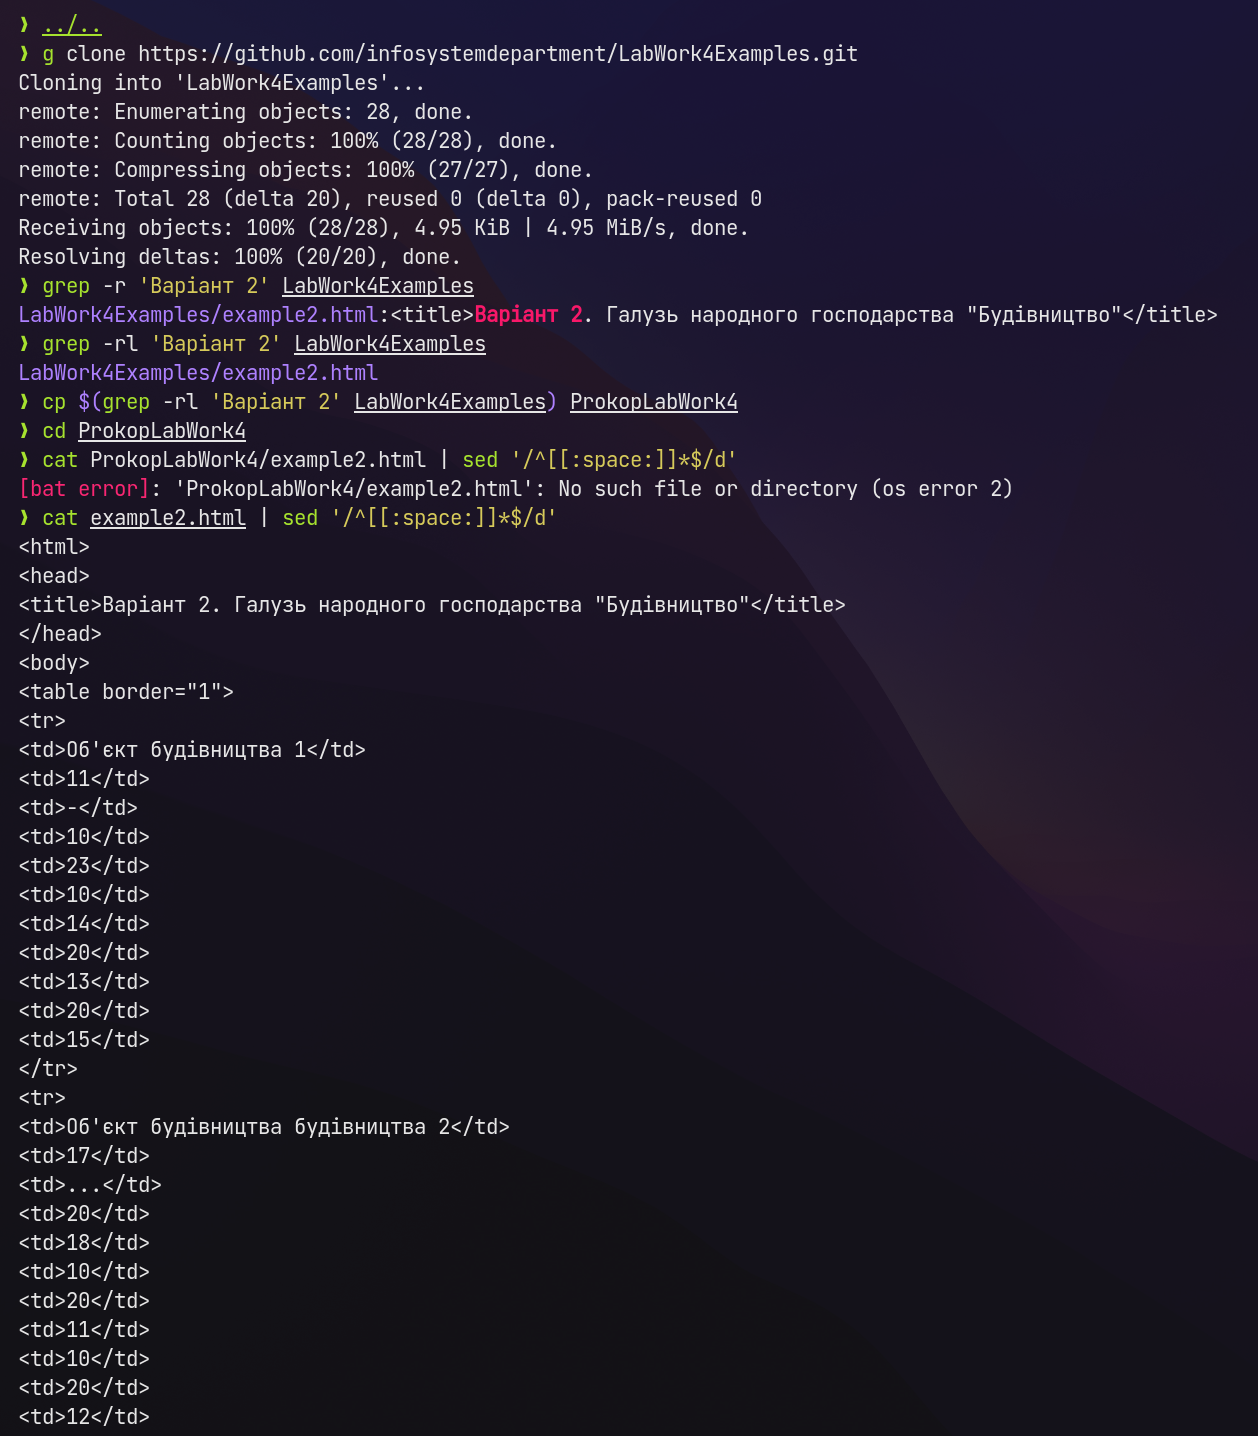 ❯ ../..
❯ g clone https://github.com/infosystemdepartment/LabWork4Examples.git
Cloning into 'LabWork4Examples'...
remote: Enumerating objects: 28, done.
remote: Counting objects: 100% (28/28), done.
remote: Compressing objects: 100% (27/27), done.
remote: Total 28 (delta 20), reused 0 (delta 0), pack-reused 0
Receiving objects: 100% (28/28), 4.95 KiB | 4.95 MiB/s, done.
Resolving deltas: 100% (20/20), done.
❯ grep -r 'Варіант 2' LabWork4Examples
LabWork4Examples/example2.html:<title>Варіант 2. Галузь народного господарства "Будівництво"</title>
❯ grep -rl 'Варіант 2' LabWork4Examples
LabWork4Examples/example2.html
❯ cp $(grep -rl 'Варіант 2' LabWork4Examples) ProkopLabWork4
❯ cd ProkopLabWork4
❯ cat ProkopLabWork4/example2.html | sed '/^[[:space:]]*$/d'
[bat error]: 'ProkopLabWork4/example2.html': No such file or directory (os error 2)
❯ cat example2.html | sed '/^[[:space:]]*$/d'
<html>
<head>
<title>Варіант 2. Галузь народного господарства "Будівництво"</title>
</head>
<body>
<table border="1">
<tr>
<td>Об'єкт будівництва 1</td>
<td>11</td>
<td>-</td>
<td>10</td>
<td>23</td>
<td>10</td>
<td>14</td>
<td>20</td>
<td>13</td>
<td>20</td>
<td>15</td>
</tr>
<tr>
<td>Об'єкт будівництва будівництва 2</td>
<td>17</td>
<td>...</td>
<td>20</td>
<td>18</td>
<td>10</td>
<td>20</td>
<td>11</td>
<td>10</td>
<td>20</td>
<td>12</td>